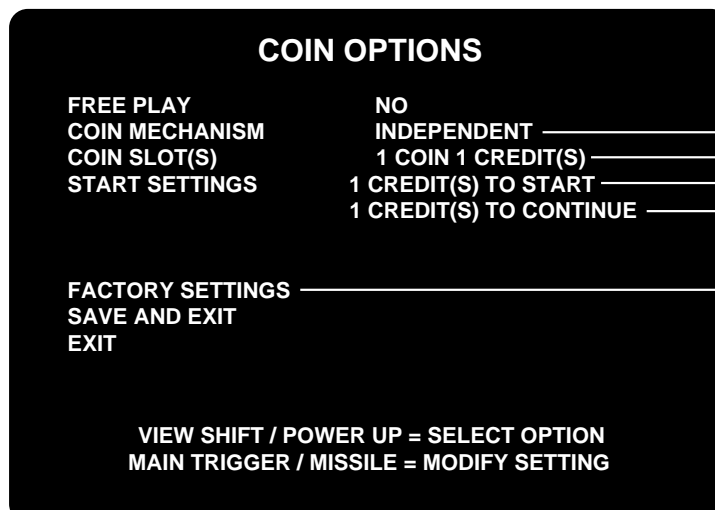 COIN OPTIONS
FREE PLAY NO
COIN MECHANISM INDEPENDENT
COIN SLOT(S) 1 COIN 1 CREDIT(S)
START SETTINGS 1 CREDIT(S) TO START
1 CREDIT(S) TO CONTINUE
FACTORY SETTINGS
SAVE AND EXIT
EXIT
VIEW SHIFT / POWER UP = SELECT OPTION
MAIN TRIGGER / MISSILE = MODIFY SETTING